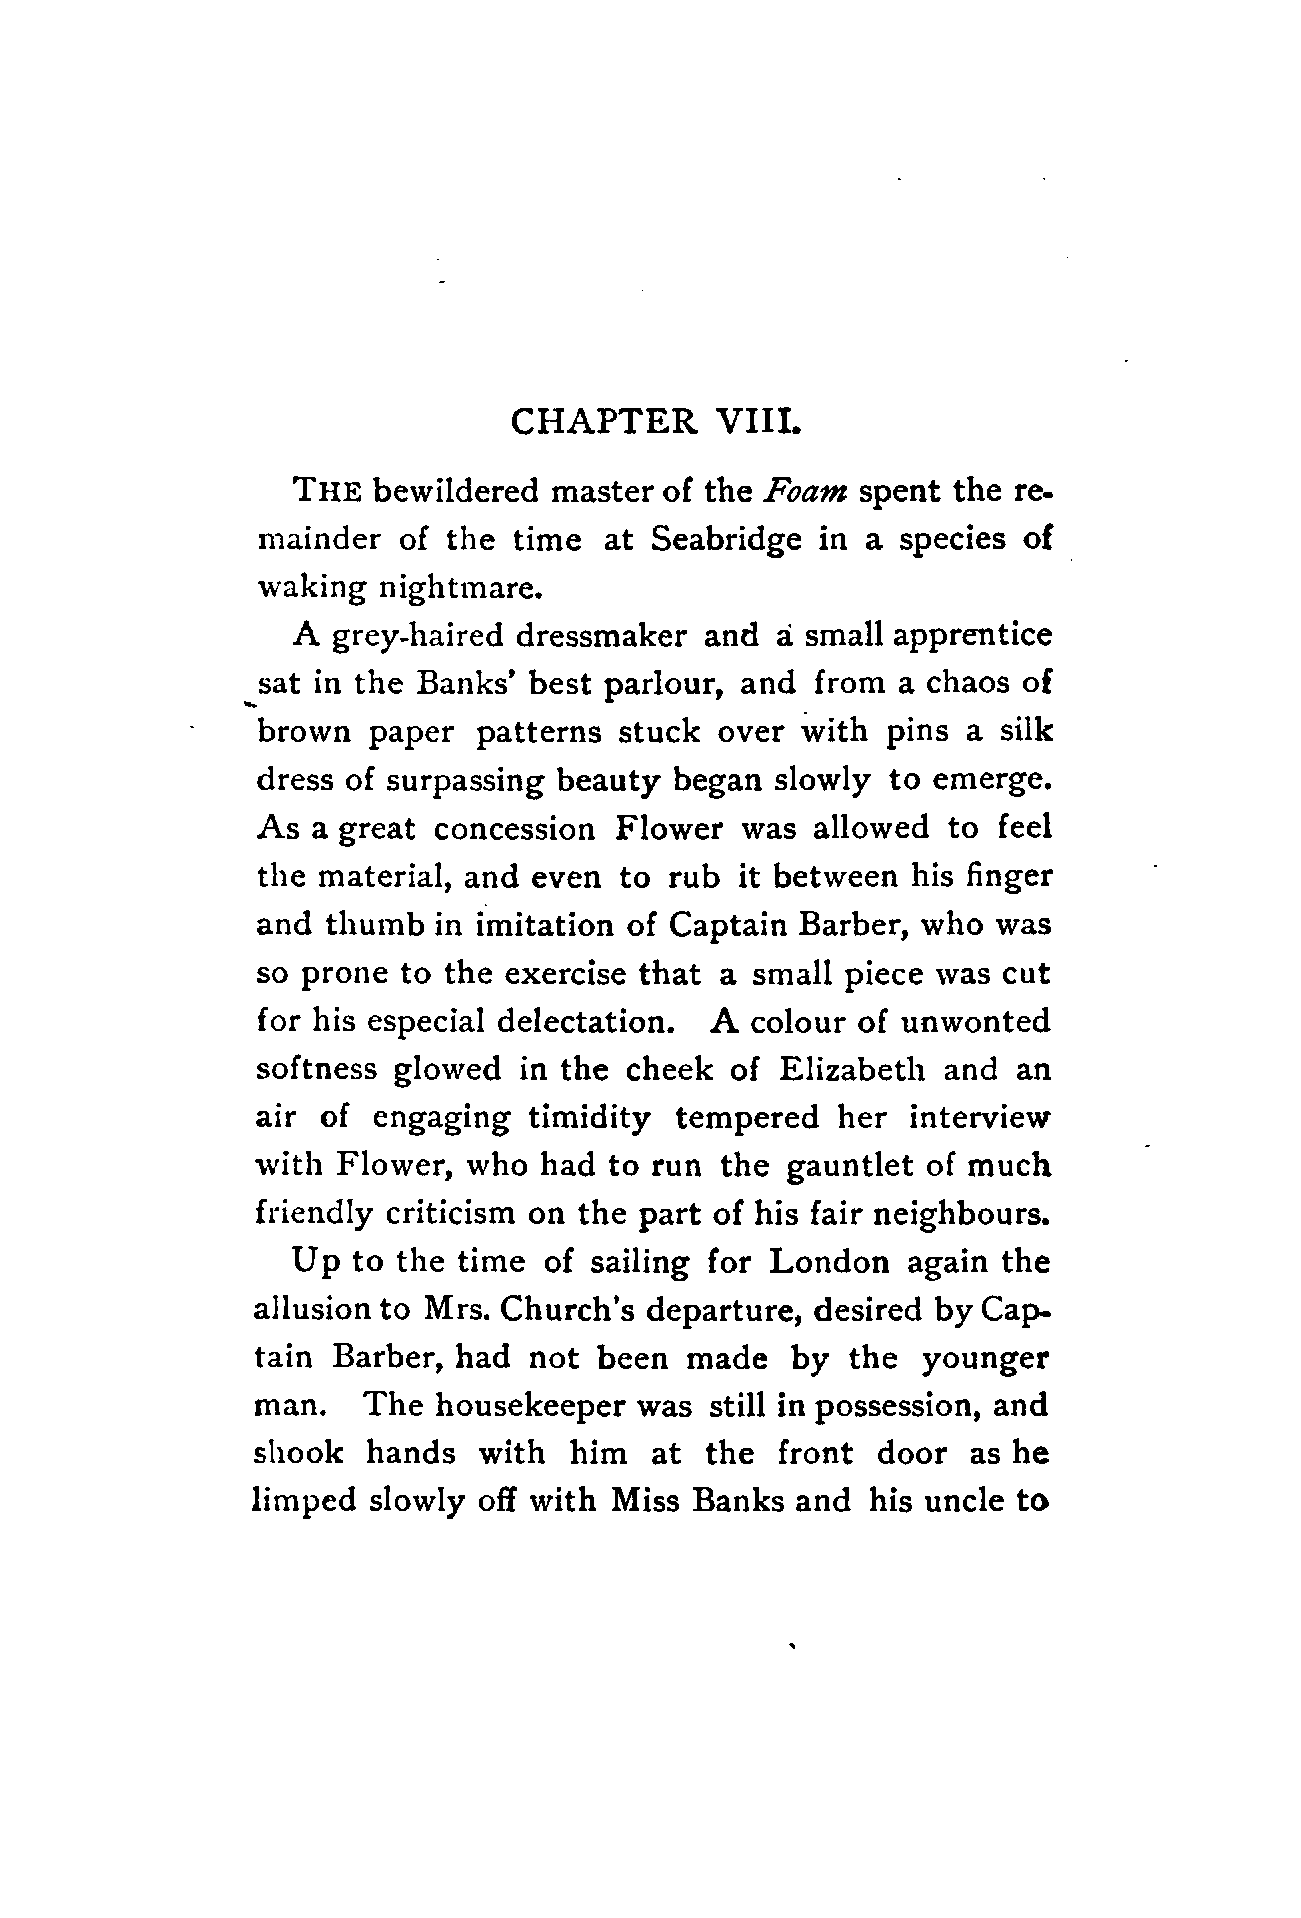 CHAPTER VIII.
THE bewildered master of the Foam spent the re-
mainder of the time at Seabridge in a species of
waking nightmare.
A grey-haired dressmaker and a small apprentice
sat in the Banks' best parlour, and from a chaos of
brown paper patterns stuck over with pins a silk
dress of surpassing beauty began slowly to emerge.
As a great concession Flower was allowed to feel
the material, and even to rub it between his finger
and thumb in imitation of Captain Barber, who was
so prone to the exercise that a small piece was cut
for his especial delectation. A colour of unwonted
softness glowed in the cheek of Elizabeth and an
air of engaging timidity tempered her interview
with Flower, who had to run the gauntlet of much
friendly criticism on the part of his fair neighbours.
Up to the time of sailing for London again the
allusion to Mrs. Church's departure, desired by Cap-
tain Barber, had not been made by the younger
man. The housekeeper was still in possession, and
shook hands with him at the front door as he
limped slowly off with Miss Banks and his uncle to